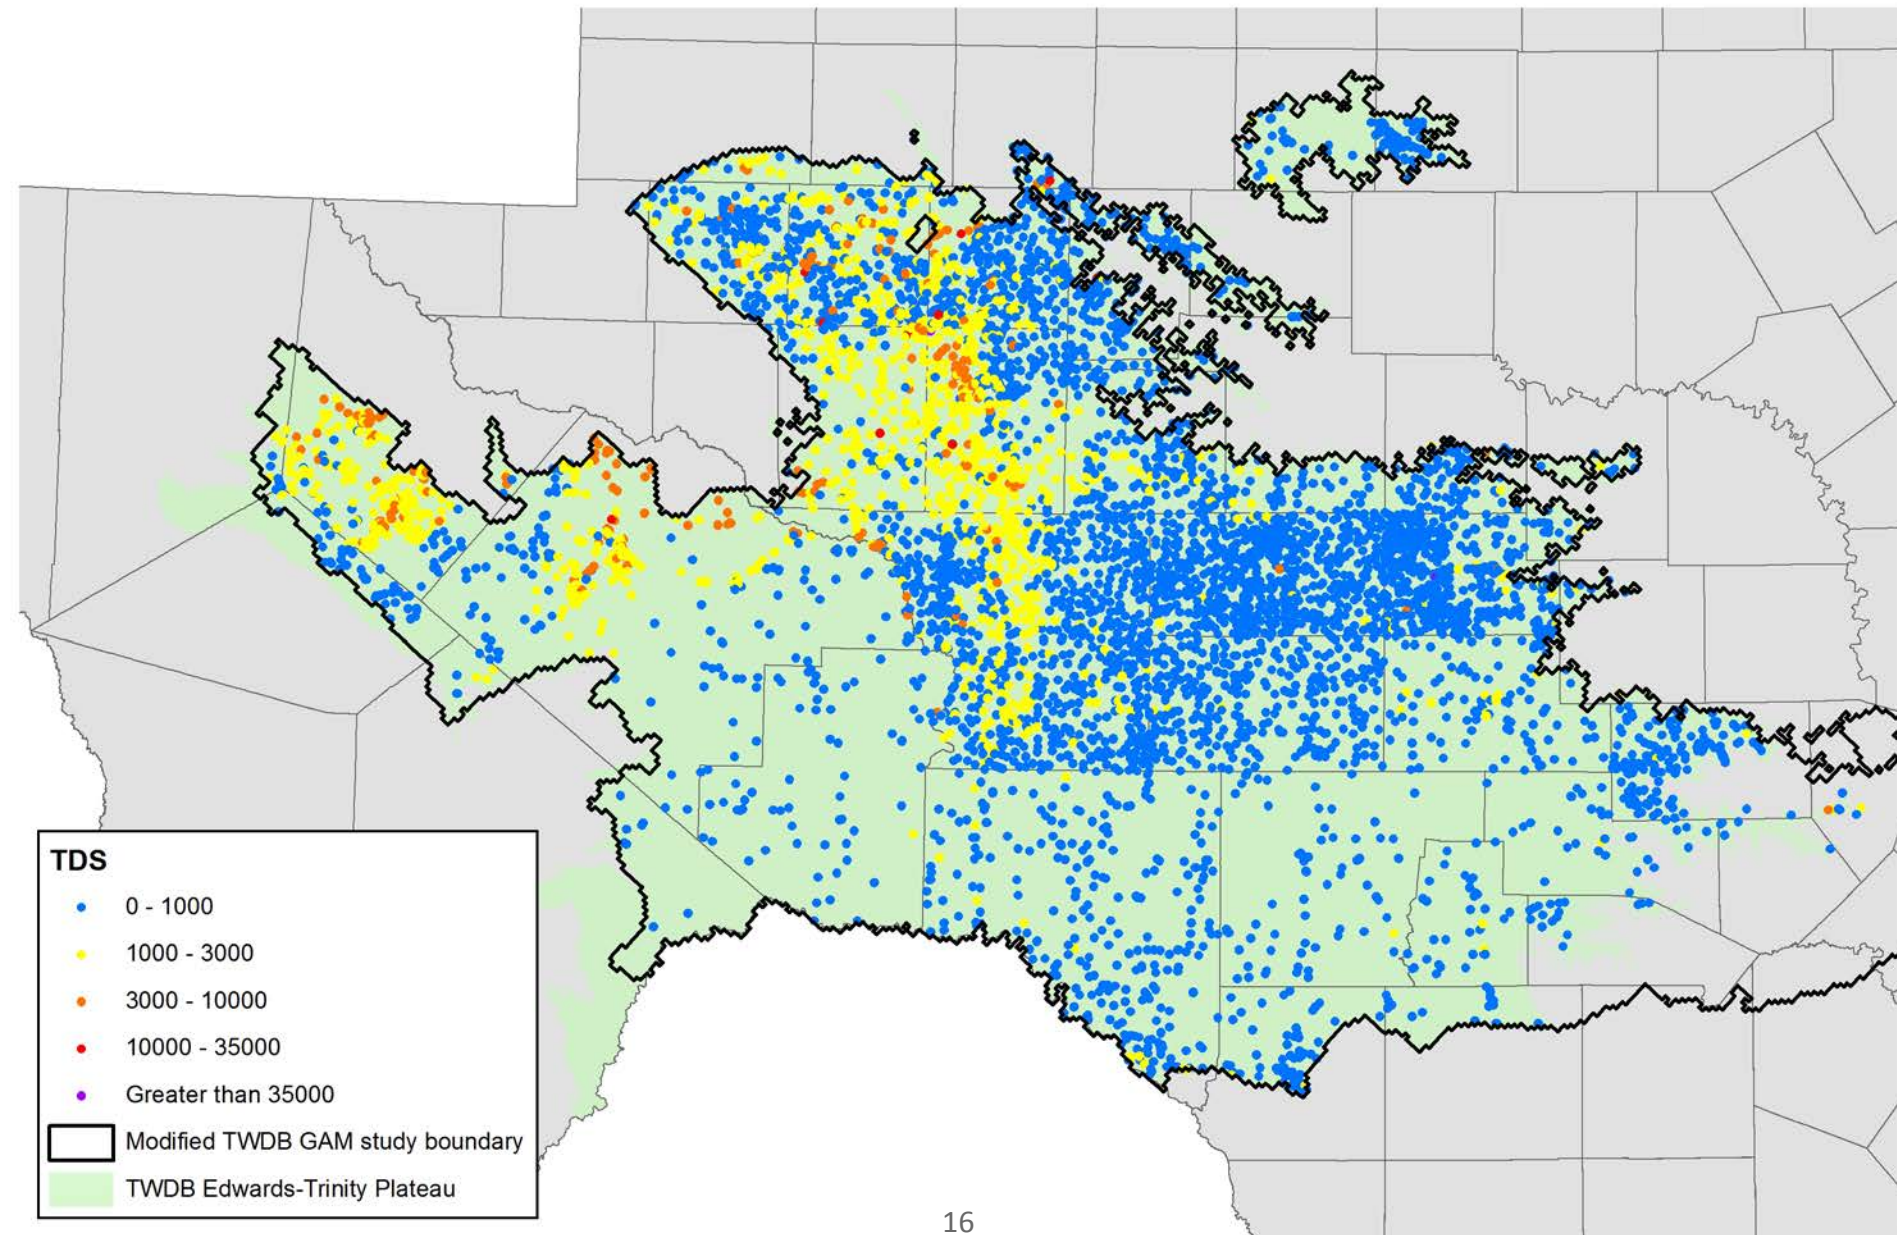 TDS
0 - 1000
1000 - 3000
3000 - 10000
10000 - 35000
Greater than 35000
Modified TWDB GAM study boundary
TWDB Edwards-Trinity Plateau
16